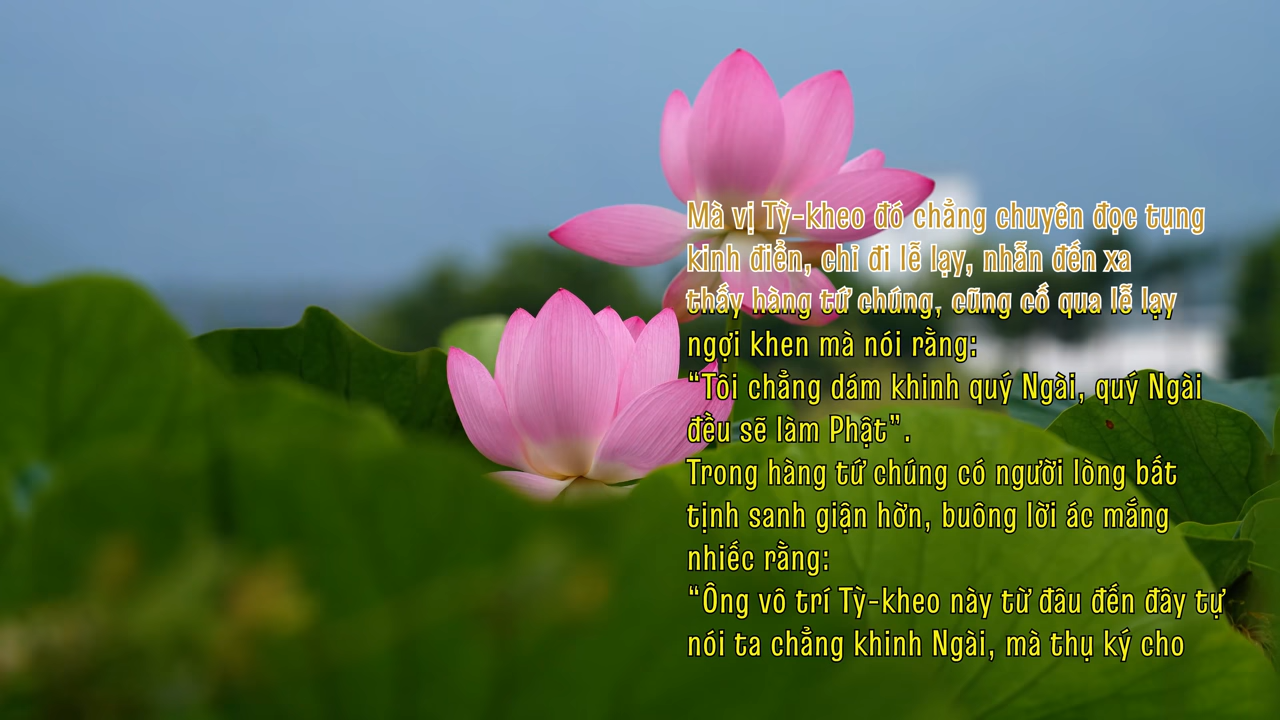 Mà vị Tỳ-kheo đó chẳng chuyên đọc tụng
kinh điển, chỉ đi lễ lạy, nhẫn đến xa
thấy hàng tứ chúng, cũng cố qua lễ lạy
ngợi khen mà nói rằng:
“Tôi chẳng dám khinh quý Ngài, quý Ngài
đều sẽ làm Phật”.
Trong hàng tứ chúng có người lòng bất
tịnh sanh giận hờn, buông lời ác mắng
nhiếc rằng:
“Ông vô trí Tỳ-kheo này từ đâu đến đây tự
nói ta chẳng khinh Ngài, mà thụ ký cho